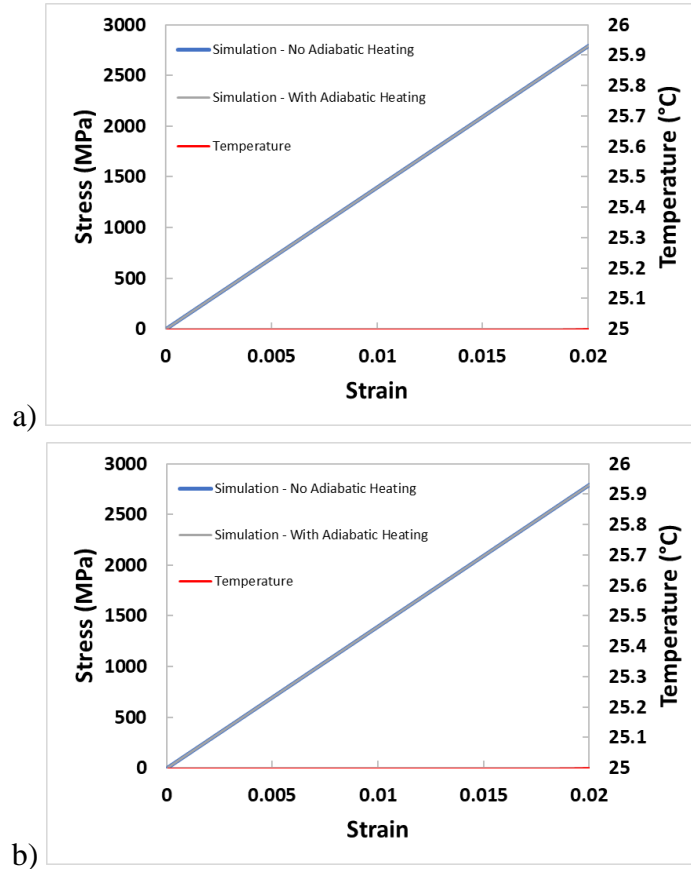 3000
2500
2000
1500
1000
500
0
Stress (MPa)
Simulation - No Adiabatic Heating
Simulation - With Adiabatic Heating
Temperature
26
25.9
25.8
25.7
25.6
25.5
25.4
25.3
25.2
25.1
25
Temperature (°C)
0 0.005 0.01 0.015 0.02
Strain
a)
3000
2500
2000
1500
1000
500
0
Stress (MPa)
Simulation - No Adiabatic Heating
Simulation - With Adiabatic Heating
Temperature
26
25.9
25.8
25.7
25.6
25.5
25.4
25.3
25.2
25.1
25
Temperature (°C)
0 0.005 0.01 0.015 0.02
Strain
b)